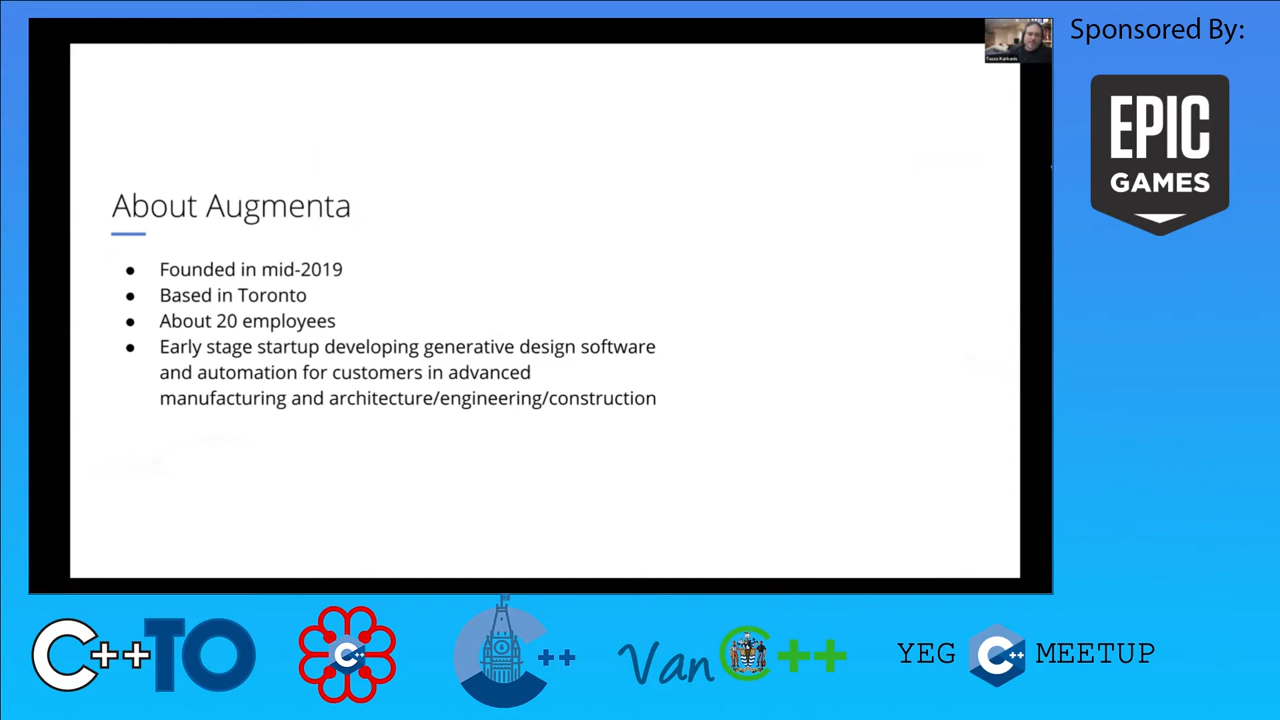 Sponsored By:
EPIC
GAMES
Tasso Karkanis
About Augmenta
● Founded in mid-2019
● Based in Toronto
● About 20 employees
● Early stage startup developing generative design software
and automation for customers in advanced
manufacturing and architecture/engineering/construction
C++TO
C++
C++
Van C++
YEG C++ MEETUP